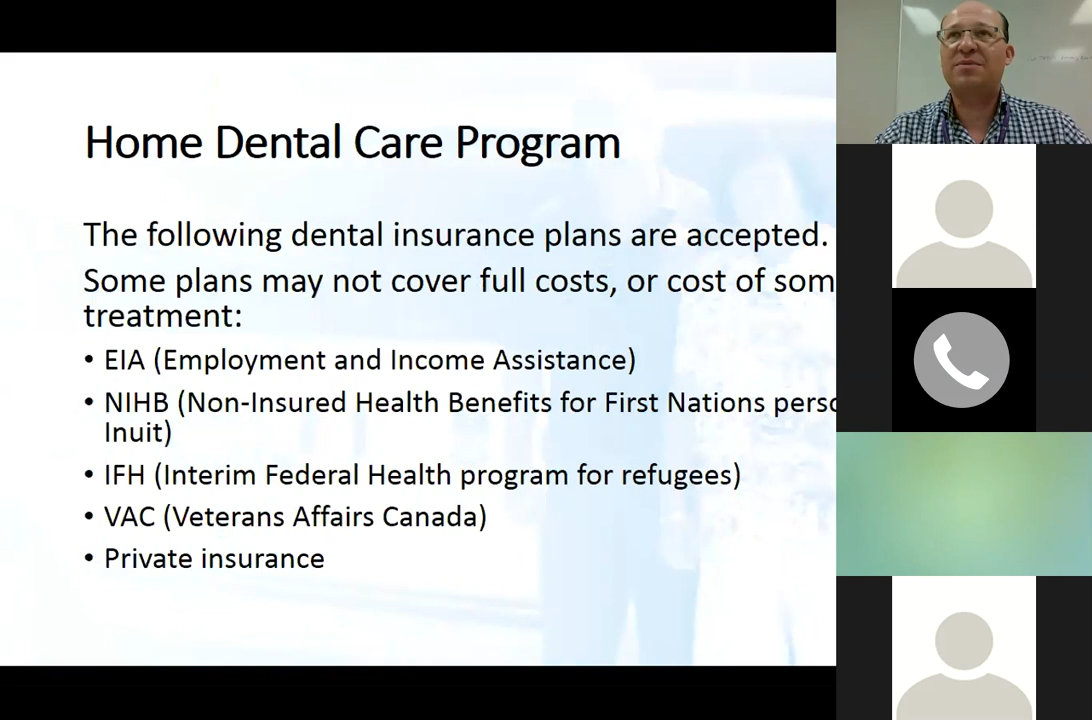 Home Dental Care Program
The following dental insurance plans are accepted.
Some plans may not cover full costs, or cost of som
treatment:
• EIA (Employment and Income Assistance)
• NIHB (Non-Insured Health Benefits for First Nations perso
Inuit)
• IFH (Interim Federal Health program for refugees)
• VAC (Veterans Affairs Canada)
• Private insurance